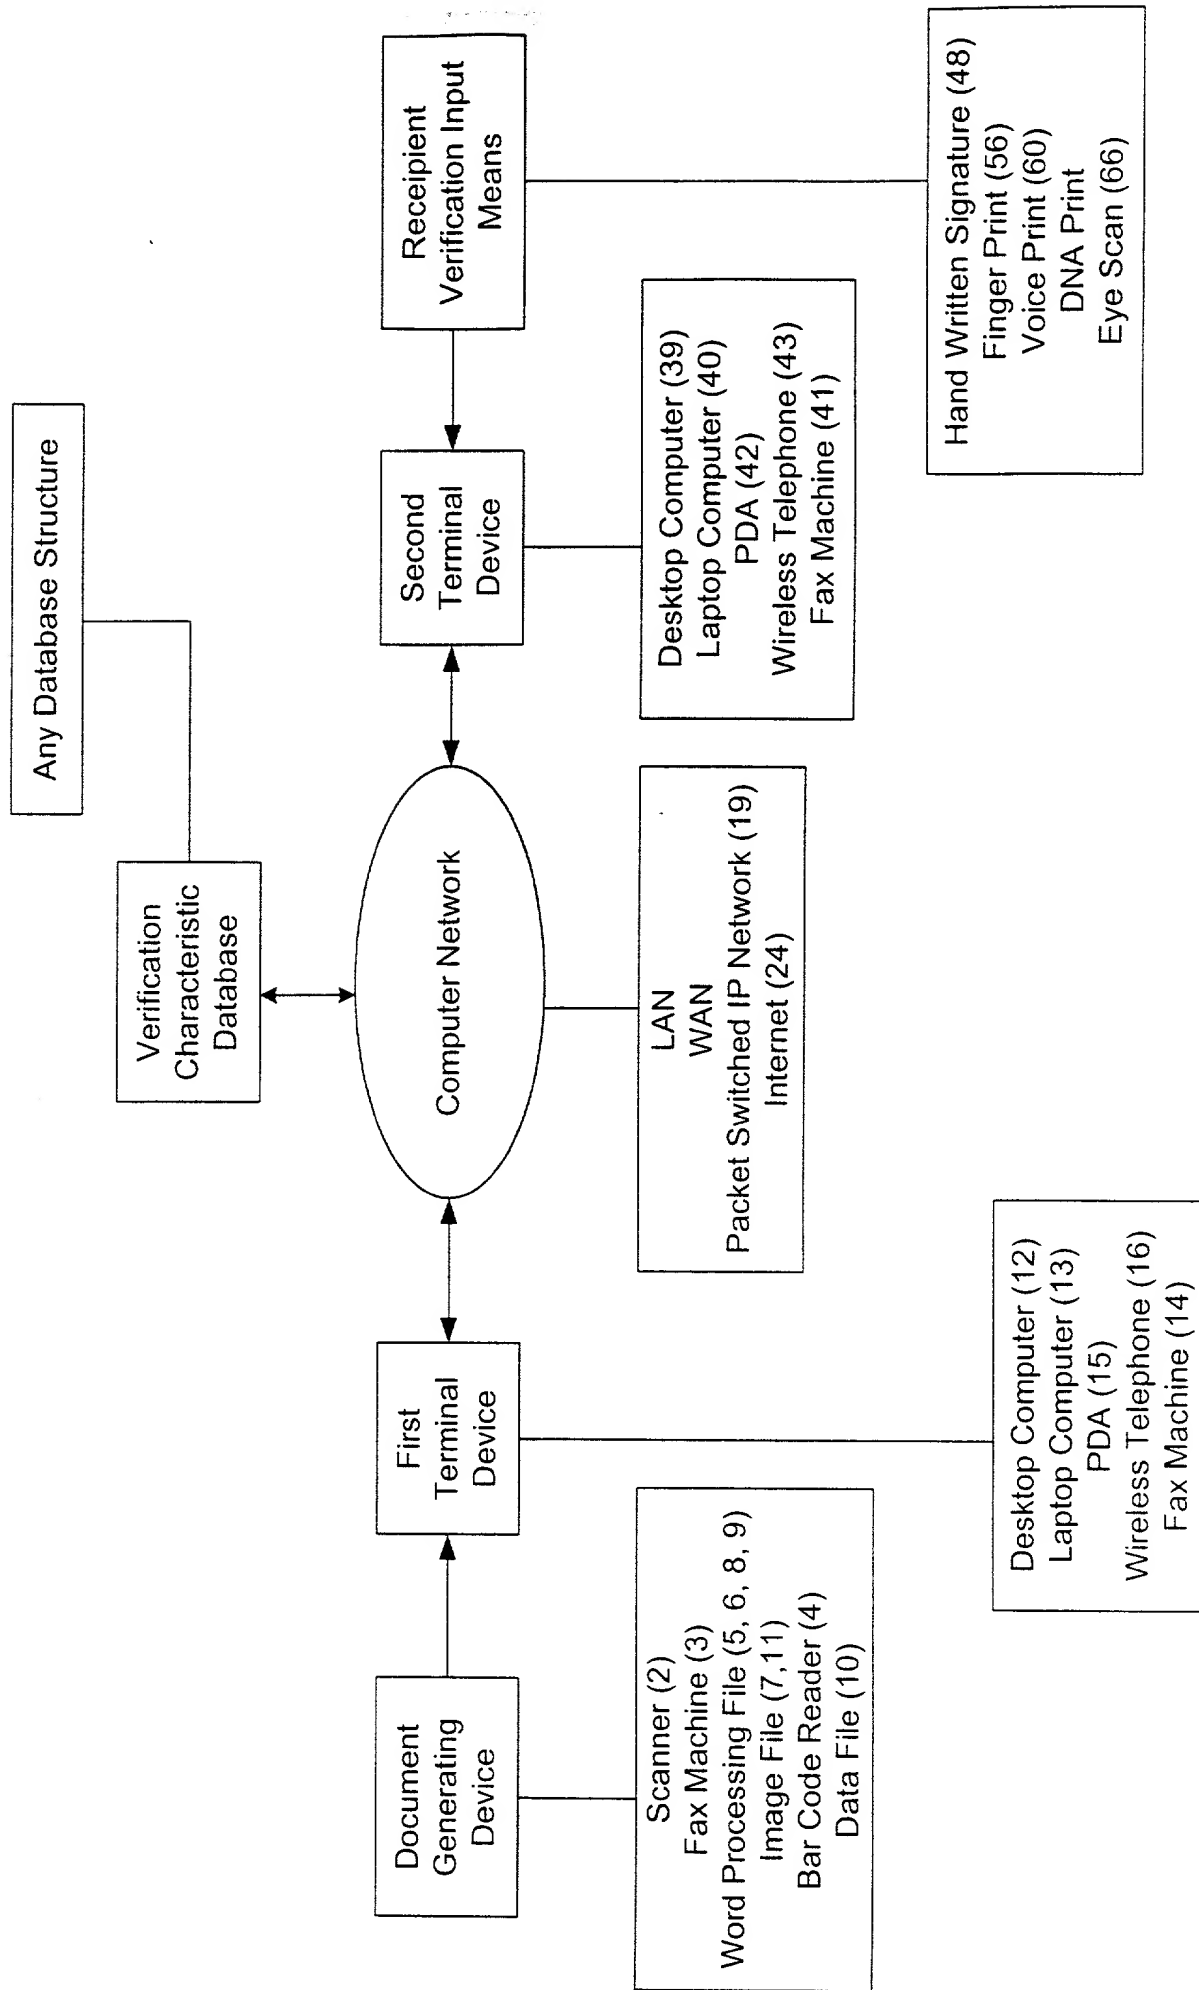 Any Database Structure
Verification
Characteristic
Database
Document
Generating
Device
First
Terminal
Device
Computer Network
Second
Terminal
Device
Receipient
Verification Input
Means
Scanner (2)
Fax Machine (3)
Word Processing File (5, 6, 8, 9)
Image File (7,11)
Bar Code Reader (4)
Data File (10)
Desktop Computer (12)
Laptop Computer (13)
PDA (15)
Wireless Telephone (16)
Fax Machine (14)
LAN
WAN
Packet Switched IP Network (19)
Internet (24)
Desktop Computer (39)
Laptop Computer (40)
PDA (42)
Wireless Telephone (43)
Fax Machine (41)
Hand Written Signature (48)
Finger Print (56)
Voice Print (60)
DNA Print
Eye Scan (66)